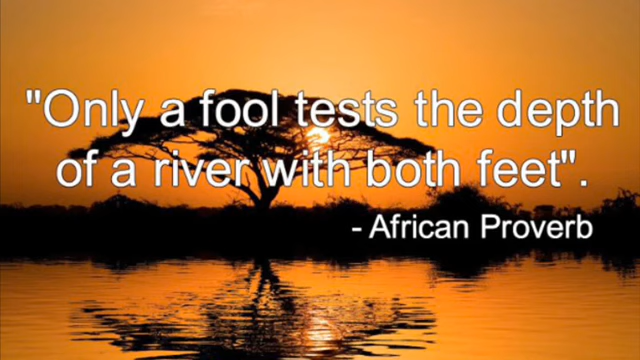 "Only a fool tests the depth
of a river with both feet".
- African Proverb